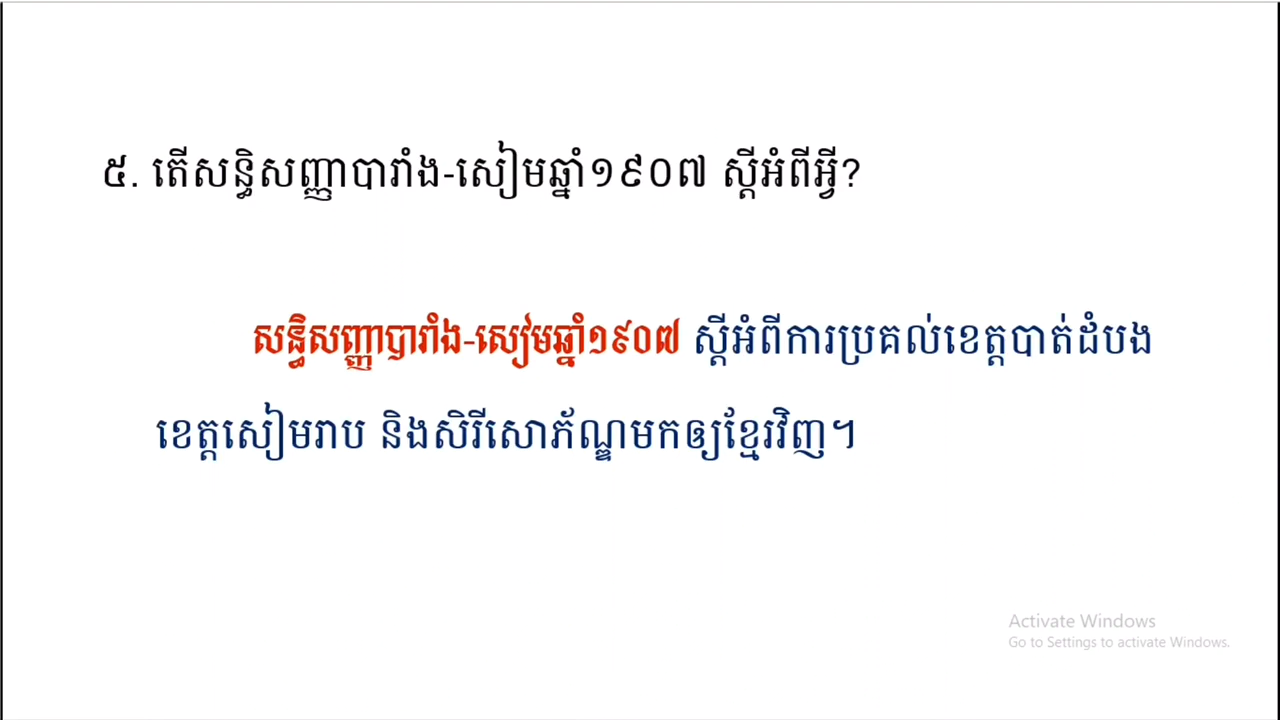 ៥. តើសន្ធិសញ្ញាបារាំង-សៀមឆ្នាំ១៩០៧ ស្តីអំពីអ្វី?
សន្ធិសញ្ញាបារាំង-សៀមឆ្នាំ១៩០៧ ស្តីអំពីការប្រគល់ខេត្តបាត់ដំបង
ខេត្តសៀមរាប និងសិរីសោភ័ណ្ឌមកឲ្យខ្មែរវិញ។
Activate Windows
Go to Settings to activate Windows.